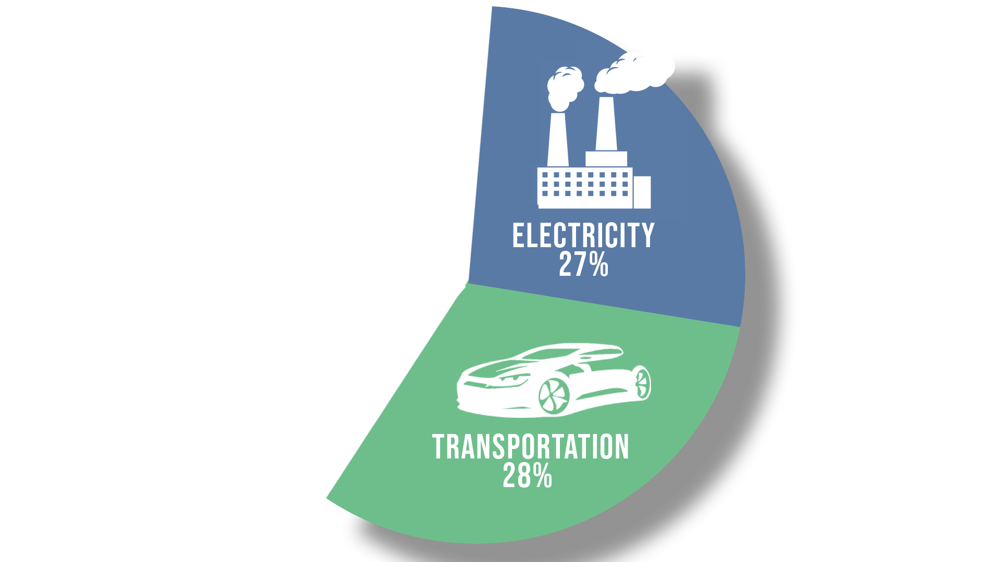 ELECTRICITY
27%
TRANSPORTATION
28%